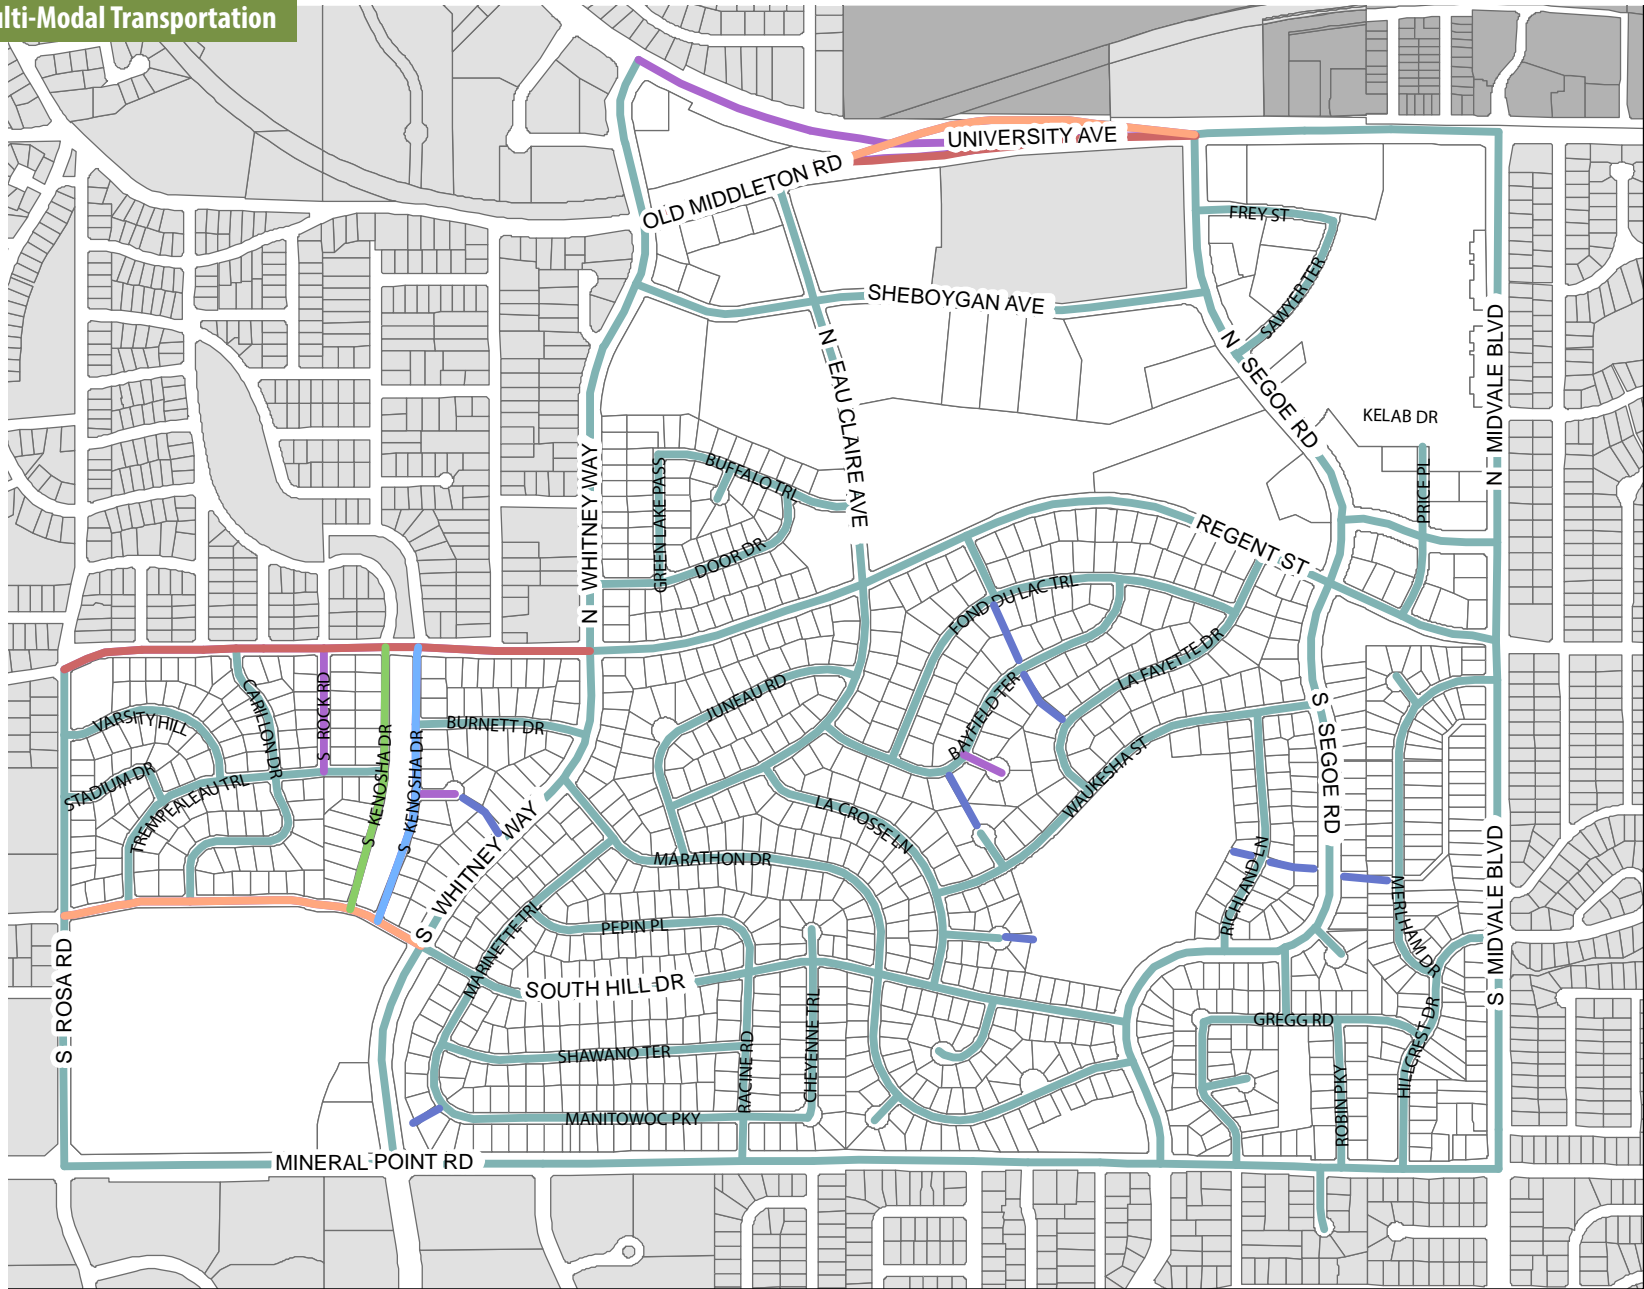 ulti-Modal Transportation
UNIVERSITY AVE
OLD MIDDLETON RD
FREY ST
SAWYER TER
SHEBOYGAN AVE
N EAU CLAIRE AVE
N SEGOE RD
N MIDVALE BLVD
KELAB DR
PRICE PL
N WHITNEY WAY
GREEN LAKE PASS
BUFFALO TRL
DOOR DR
REGENT ST
FOND DU LAC TRL
LA FAYETTE DR
BAYFIELD TER
JUNEAU RD
WAUKESHA ST
S SEGOE RD
S ROCK RD
CARILLON DR
VARSITY HILL
STADIUM DR
TREMPEALEAU TRL
S KENOSHA DR
S KENOSHA DR
BURNETT DR
S WHITNEY WAY
LA CROSSE LN
MARATHON DR
RICHLAND LN
MERLHAM DR
S MIDVALE BLVD
MARINETTE TRL
PEPIN PL
SOUTH HILL DR
S ROSA RD
SHAWANO TER
RACINE RD
CHEYENNE TRL
GREGG RD
HILLCREST DR
ROBIN PKY
MANITOWOC PKY
MINERAL POINT RD